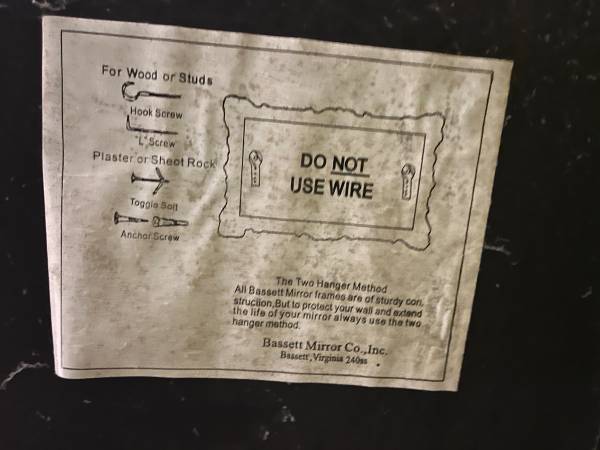 For Wood or Studs
Hook Screw
"L" Screw
Plaster or Sheet Rock
Toggle Bolt
Anchor Screw
DO NOT
USE WIRE
The Two Hanger Method
All Bassett Mirror frames are of sturdy con,
struciion,But to protect your wall and extend
the life of your mirror always use the two
hanger method.
Bassett Mirror Co.,Inc.
Bassett, Virginia